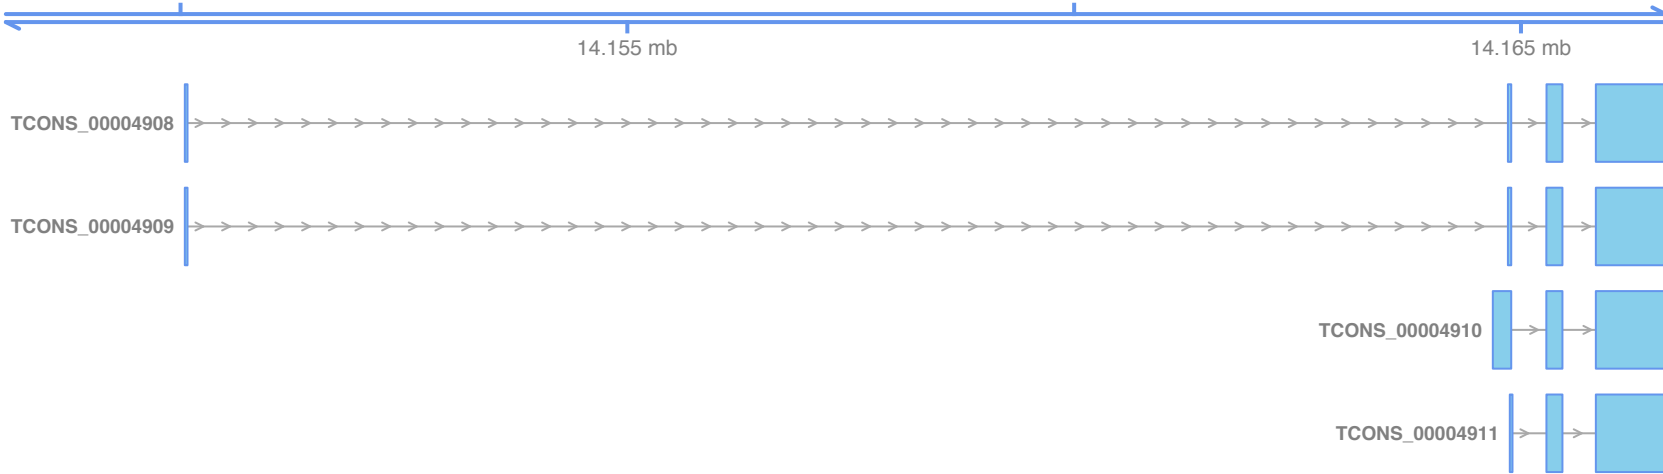 14.155 mb
14.165 mb
TCONS_00004908
TCONS_00004909
TCONS_00004910
TCONS_00004911